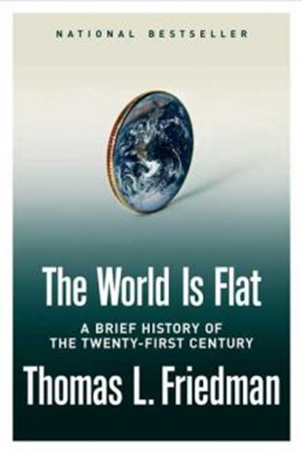 NATIONAL BESTSELLER
The World Is Flat
A BRIEF HISTORY OF
THE TWENTY-FIRST CENTURY
Thomas L. Friedman